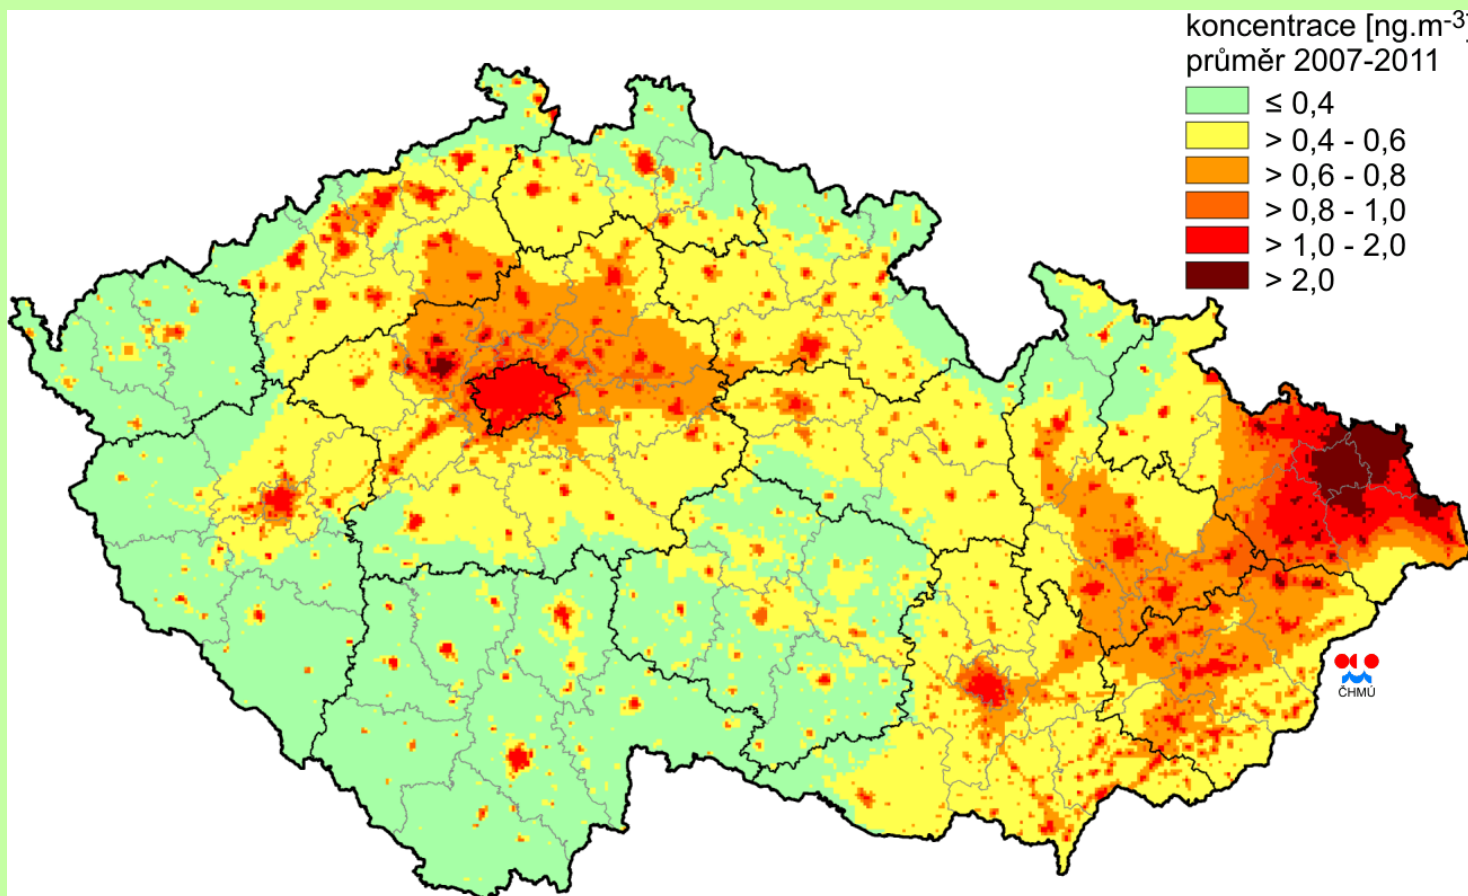 koncentrace [ng.m-3]
průměr 2007-2011
≤ 0,4
> 0,4 - 0,6
> 0,6 - 0,8
> 0,8 - 1,0
> 1,0 - 2,0
> 2,0
ČHMÚ